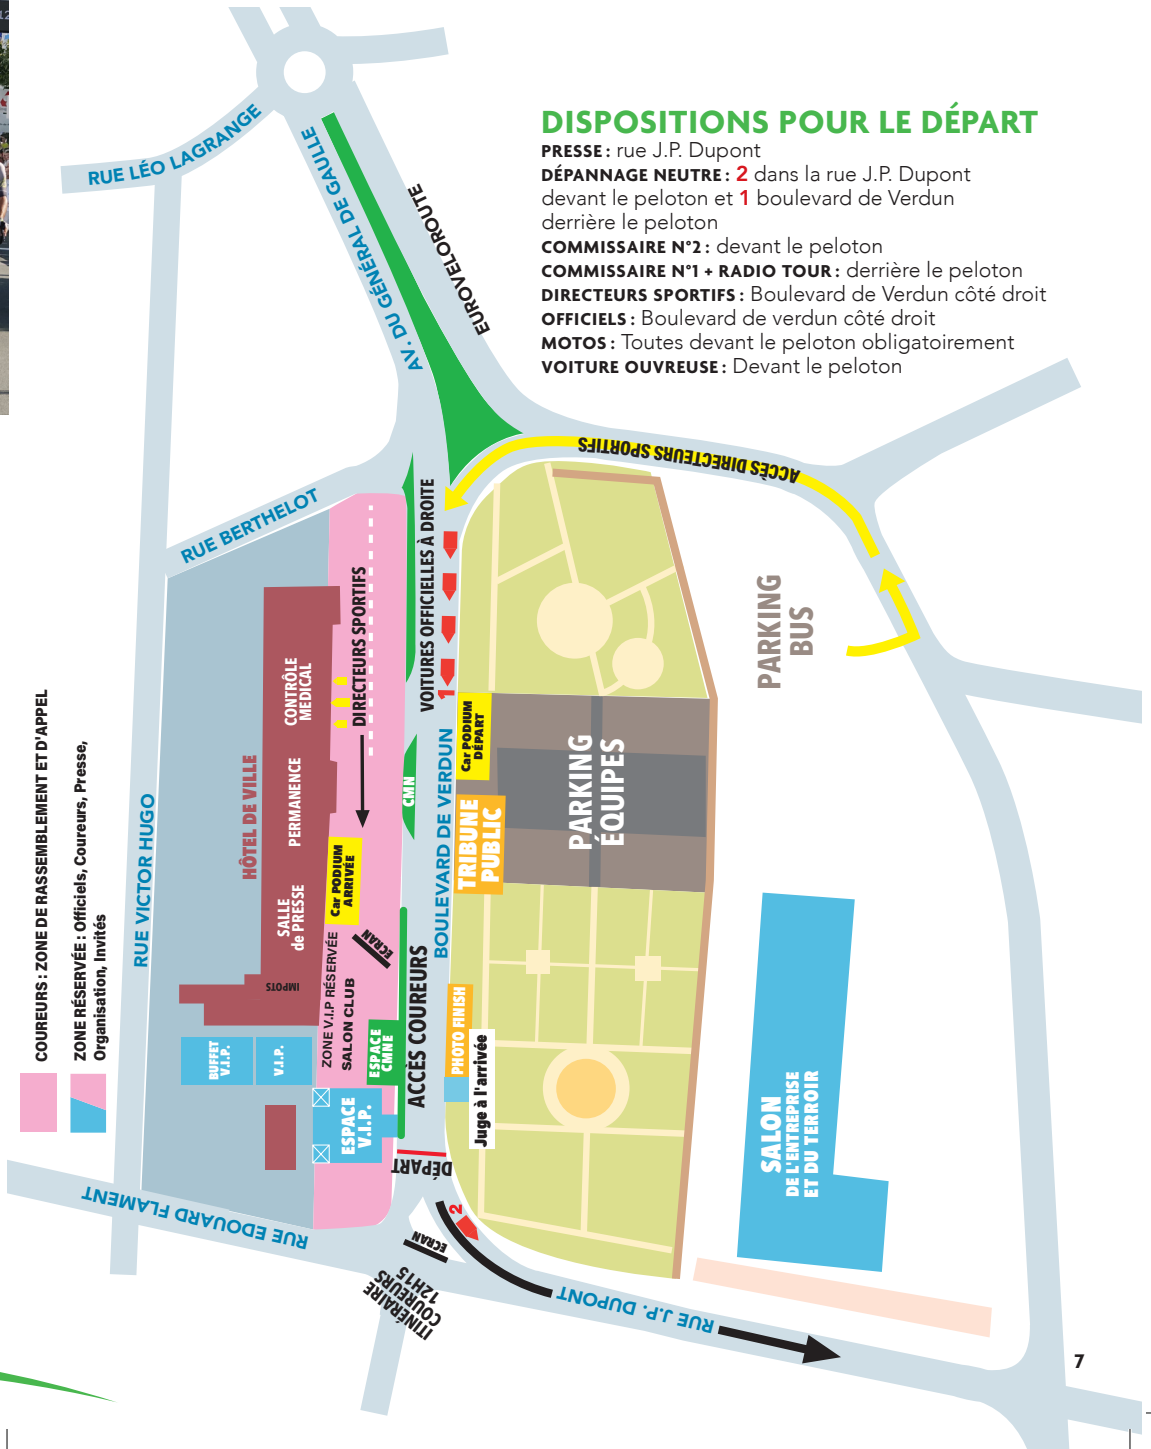 DISPOSITIONS POUR LE DÉPART
PRESSE : rue J.P. Dupont
DÉPANNAGE NEUTRE : 2 dans la rue J.P. Dupont
devant le peloton et 1 boulevard de Verdun
derrière le peloton
COMMISSAIRE N°2 : devant le peloton
COMMISSAIRE N°1 + RADIO TOUR : derrière le peloton
DIRECTEURS SPORTIFS : Boulevard de Verdun côté droit
OFFICIELS : Boulevard de verdun côté droit
MOTOS : Toutes devant le peloton obligatoirement
VOITURE OUVREUSE : Devant le peloton
RUE LÉO LAGRANGE
AV. DU GÉNÉRAL DE GAULLE
EUROVELOROUTE
ACCÈS DIRECTEURS SPORTIFS
RUE BERTHELOT
VOITURES OFFICIELLES À DROITE
1
DIRECTEURS SPORTIFS
PARKING
BUS
CONTRÔLE
MEDICAL
PERMANENCE
SALLE
de PRESSE
IMPOTS
HÔTEL DE VILLE
RUE VICTOR HUGO
COUREURS : ZONE DE RASSEMBLEMENT ET D'APPEL
ZONE RÉSERVÉE : Officiels, Coureurs, Presse,
Organisation, Invités
Car PODIUM
DÉPART
CMN
BOULEVARD DE VERDUN
TRIBUNE
PUBLIC
PARKING
ÉQUIPES
Car PODIUM
ARRIVÉE
ECRAN
ZONE V.I.P RÉSERVÉE
SALON CLUB
ESPACE
CMNE
ACCÈS COUREURS
PHOTO FINISH
Juge à l'arrivée
BUFFET
V.I.P.
V.I.P.
ESPACE
V.I.P.
DÉPART
2
ECRAN
ITINÉRAIRE
COUREURS
12H15
RUE EDOUARD FLAMENT
RUE J.P. DUPONT
SALON
DE L'ENTREPRISE
ET DU TERROIR
7